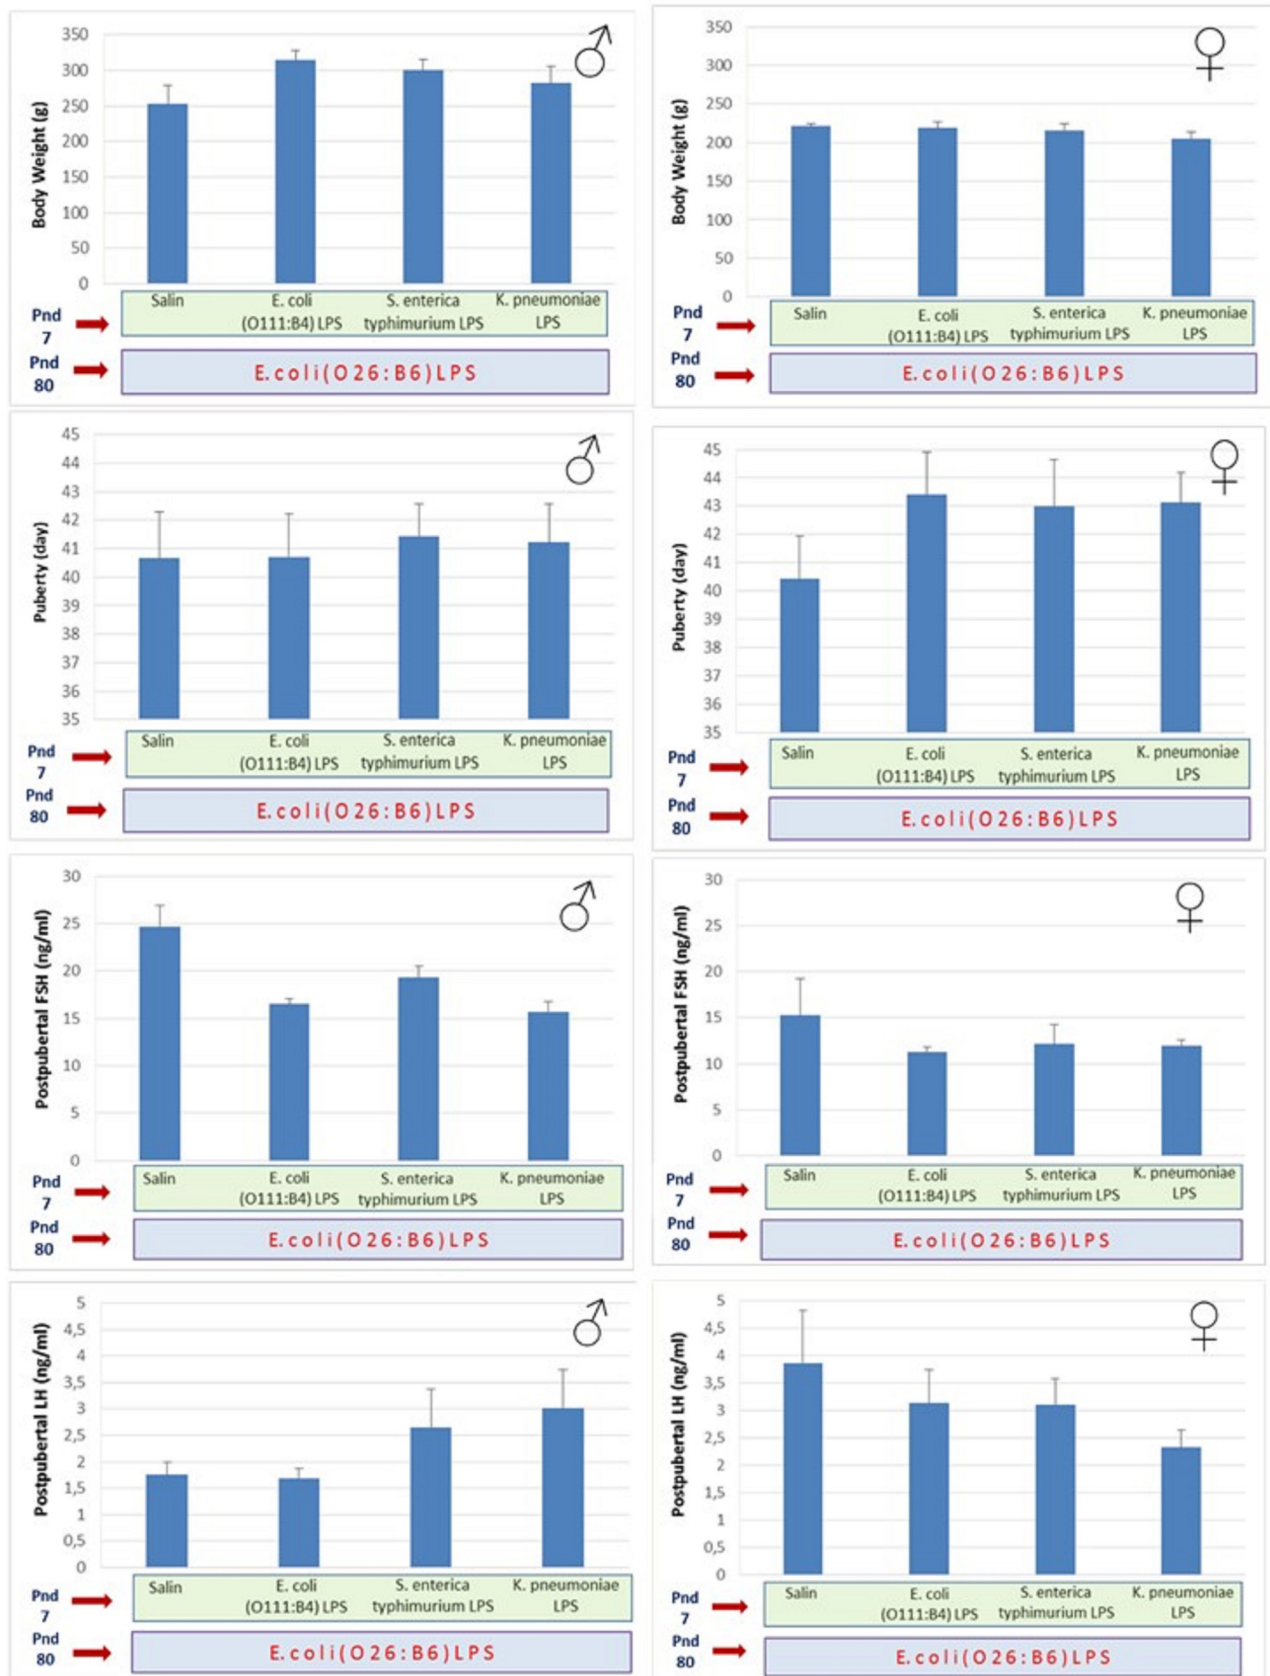 Body Weight (g)
350
300
250
200
150
100
50
0
Salin
E. coli
(O111:B4) LPS
S. enterica
typhimurium LPS
K. pneumoniae
LPS
Pnd
7
Pnd
80
E.coli(O26:B6)LPS
Body Weight (g)
350
300
250
200
150
100
50
0
Salin
E. coli
(O111:B4) LPS
S. enterica
typhimurium LPS
K. pneumoniae
LPS
Pnd
7
Pnd
80
E.coli(O26:B6)LPS
Puberty (day)
45
44
43
42
41
40
39
38
37
36
35
Salin
E. coli
(O111:B4) LPS
S. enterica
typhimurium LPS
K. pneumoniae
LPS
Pnd
7
Pnd
80
E.coli(O26:B6)LPS
Puberty (day)
45
44
43
42
41
40
39
38
37
36
35
Salin
E. coli
(O111:B4) LPS
S. enterica
typhimurium LPS
K. pneumoniae
LPS
Pnd
7
Pnd
80
E.coli(O26:B6)LPS
Postpubertal FSH (ng/ml)
30
25
20
15
10
5
0
Salin
E. coli
(O111:B4) LPS
S. enterica
typhimurium LPS
K. pneumoniae
LPS
Pnd
7
Pnd
80
E.coli(O26:B6)LPS
Postpubertal FSH (ng/ml)
30
25
20
15
10
5
0
Salin
E. coli
(O111:B4) LPS
S. enterica
typhimurium LPS
K. pneumoniae
LPS
Pnd
7
Pnd
80
E.coli(O26:B6)LPS
Postpubertal LH (ng/ml)
5
4,5
4
3,5
3
2,5
2
1,5
1
0,5
0
Salin
E. coli
(O111:B4) LPS
S. enterica
typhimurium LPS
K. pneumoniae
LPS
Pnd
7
Pnd
80
E.coli(O26:B6)LPS
Postpubertal LH (ng/ml)
5
4,5
4
3,5
3
2,5
2
1,5
1
0,5
0
Salin
E. coli
(O111:B4) LPS
S. enterica
typhimurium LPS
K. pneumoniae
LPS
Pnd
7
Pnd
80
E.coli(O26:B6)LPS